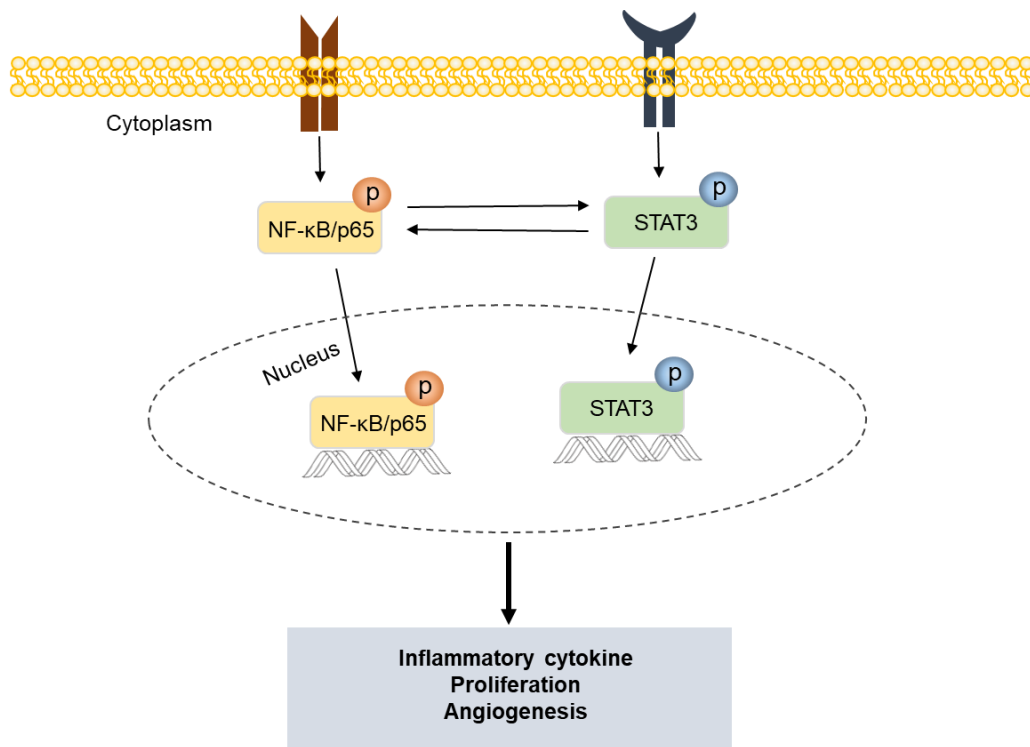 Cytoplasm
p
NF-κB/p65
p
STAT3
Nucleus
p
NF-κB/p65
p
STAT3
Inflammatory cytokine
Proliferation
Angiogenesis